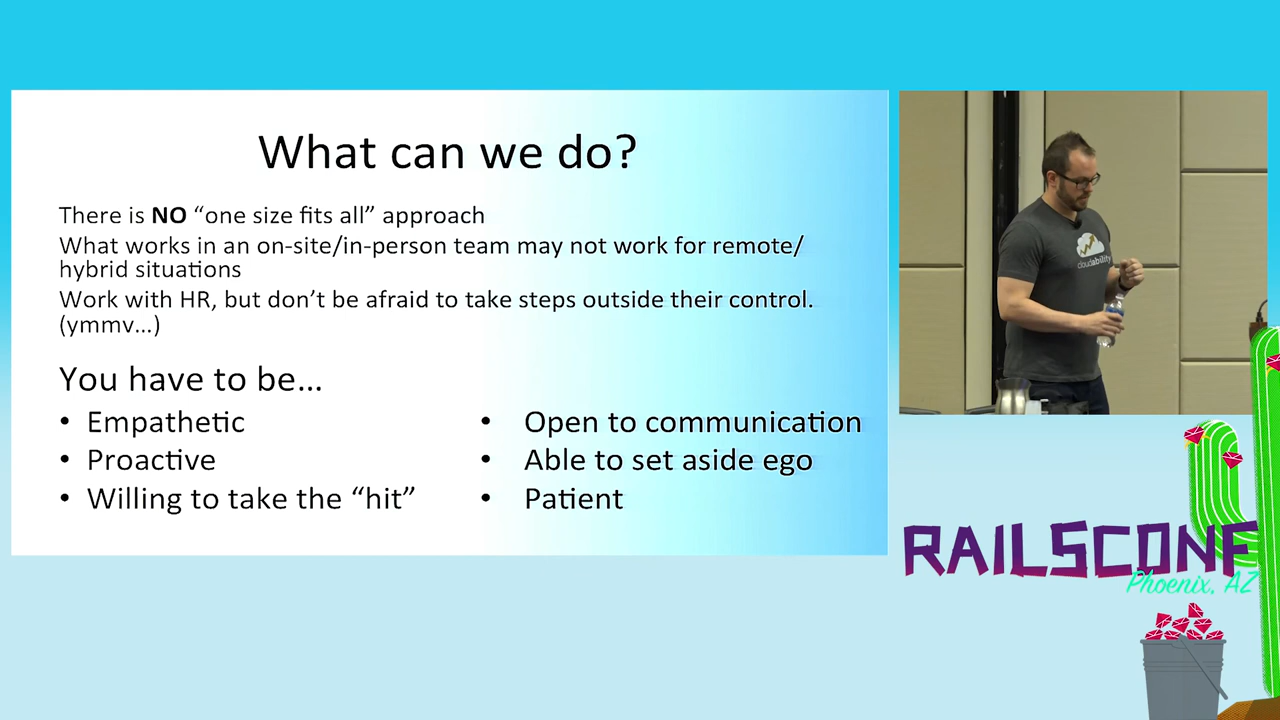 What can we do?
There is NO “one size fits all” approach
What works in an on-site/in-person team may not work for remote/
hybrid situations
Work with HR, but don’t be afraid to take steps outside their control.
(ymmv...)
You have to be...
• Empathetic
• Proactive
• Willing to take the “hit”
• Open to communication
• Able to set aside ego
• Patient
cloudability
RAILSCONF
Phoenix, AZ